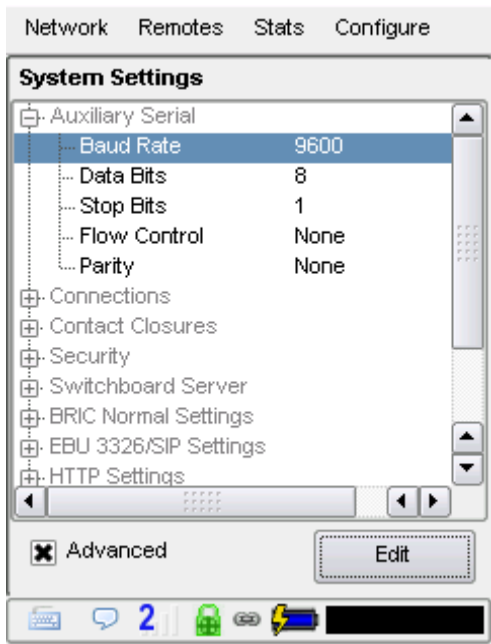 Network Remotes Stats Configure
System Settings
Auxiliary Serial
Baud Rate 9600
Data Bits 8
Stop Bits 1
Flow Control None
Parity None
Connections
Contact Closures
Security
Switchboard Server
BRIC Normal Settings
EBU 3326/SIP Settings
HTTP Settings
Advanced Edit
2